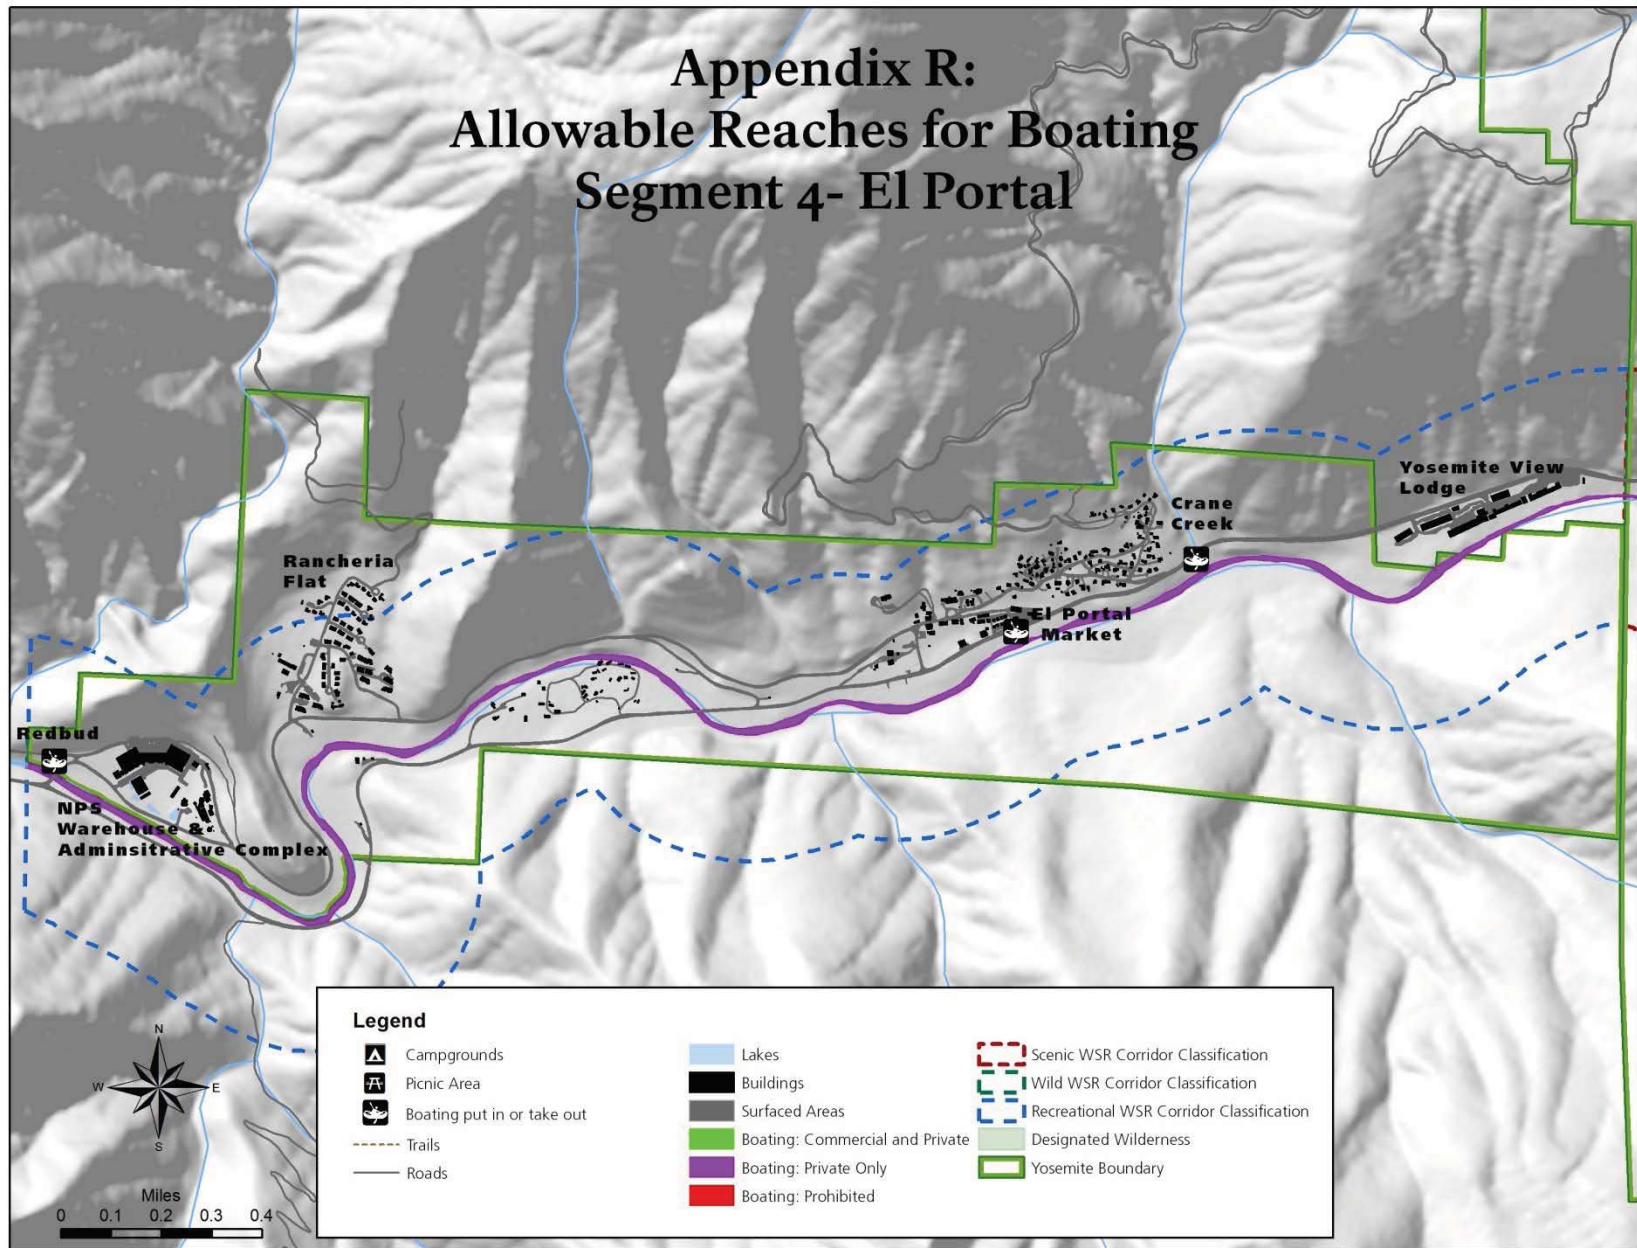 Appendix R:
Allowable Reaches for Boating
Segment 4- El Portal
Yosemite View
Lodge
Crane
Creek
Rancheria
Flat
El Portal
Market
Redbud
NPS
Warehouse &
Adminsitrative Complex
Legend
Campgrounds
Picnic Area
Boating put in or take out
Trails
Roads
Lakes
Buildings
Surfaced Areas
Boating: Commercial and Private
Boating: Private Only
Boating: Prohibited
Scenic WSR Corridor Classification
Wild WSR Corridor Classification
Recreational WSR Corridor Classification
Designated Wilderness
Yosemite Boundary
N
W E
S
Miles
0 0.1 0.2 0.3 0.4